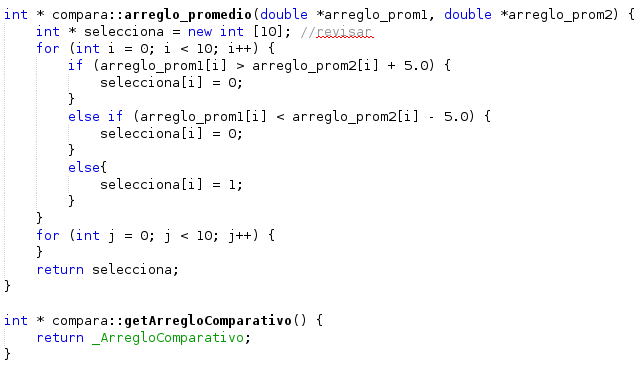 int * compara::arreglo_promedio(double *arreglo_prom1, double *arreglo_prom2) {
    int * selecciona = new int [10]; //revisar
    for (int i = 0; i < 10; i++) {
        if (arreglo_prom1[i] > arreglo_prom2[i] + 5.0) {
            selecciona[i] = 0;
        }
        else if (arreglo_prom1[i] < arreglo_prom2[i] - 5.0) {
            selecciona[i] = 0;
        }
        else{
            selecciona[i] = 1;
        }
    }
    for (int j = 0; j < 10; j++) {
    }
    return selecciona;
}

int * compara::getArregloComparativo() {
    return _ArregloComparativo;
}